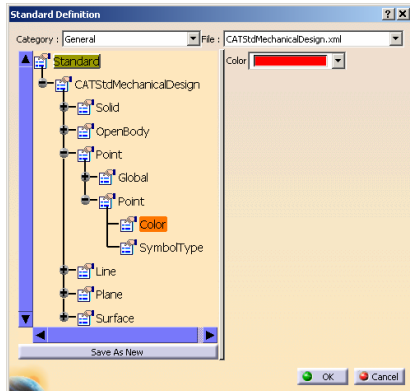 Standard Definition
Category : General File : CATStdMechanicalDesign.xml
Standard
CATStdMechanicalDesign
Solid
OpenBody
Point
Global
Point
Color
SymbolType
Line
Plane
Surface
Save As New
Color
OK Cancel